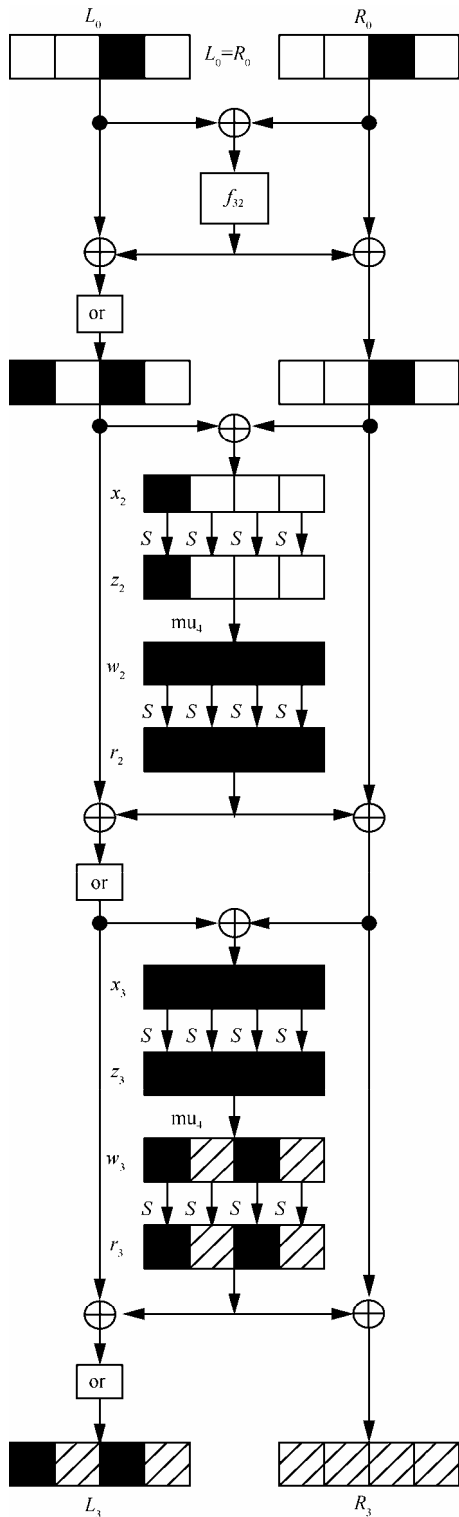 L₀ R₀
L₀=R₀
f₃₂
or
x₂
S S S S
z₂
mu₄
w₂
S S S S
r₂
or
x₃
S S S S
z₃
mu₄
w₃
S S S S
r₃
or
L₃ R₃